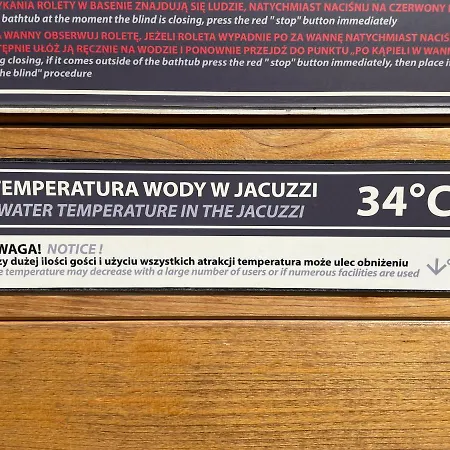 YKANIA ROLETY W BASENIE ZNAJDUJĄ SIĘ LUDZIE, NATYCHMIAST NACIŚNIJ NA CZERWONY
bathtub at the moment the blind is closing, press the red " stop" button immediately
A WANNY OBSERWUJ ROLETĘ, JEŻELI ROLETA WYPADNIE PO ZA WANNĘ NATYCHMIAST NACIŚ
TĘPNIE UŁÓŻ JĄ RĘCZNIE NA WODZIE I PONOWNIE PRZEJDŹ DO PUNKTU „PO KĄPIELI W WANN
g closing, if it comes outside of the bathtub press the red " stop" button immediately, then place i
the blind" procedure
TEMPERATURA WODY W JACUZZI 34°C
WATER TEMPERATURE IN THE JACUZZI
WAGA! NOTICE !
zy dużej ilości gości i użyciu wszystkich atrakcji temperatura może ulec obniżeniu
e temperature may decrease with a large number of users or if numerous facilities are used